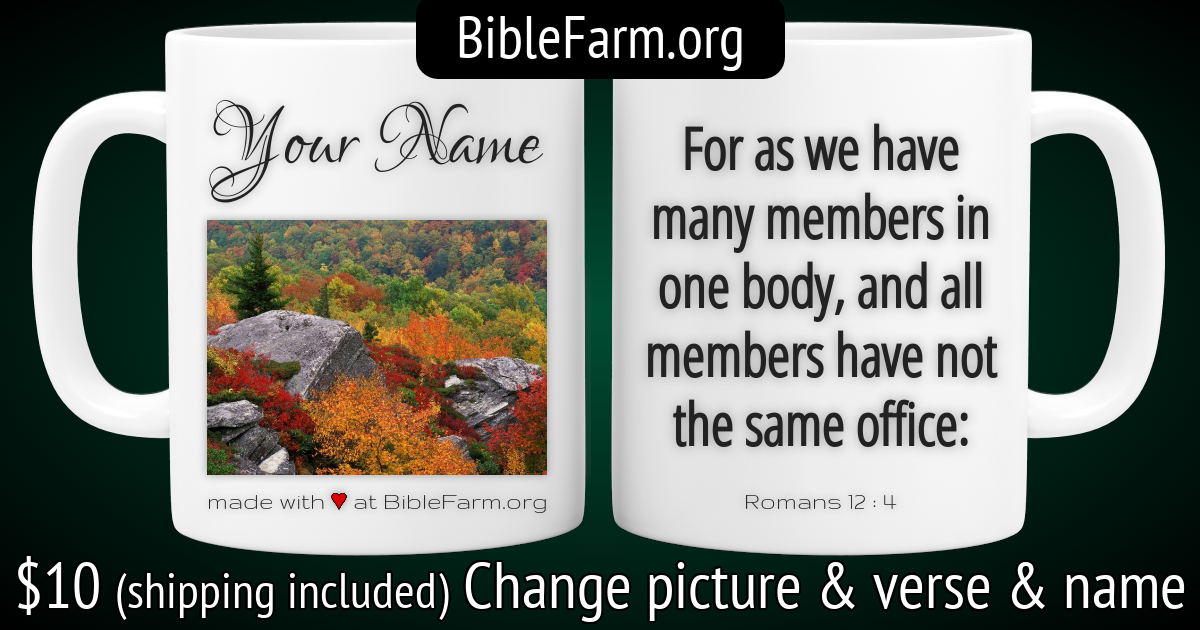 BibleFarm.org
Your Name
made with ♥ at BibleFarm.org
For as we have
many members in
one body, and all
members have not
the same office:
Romans 12 : 4
$10 (shipping included) Change picture & verse & name